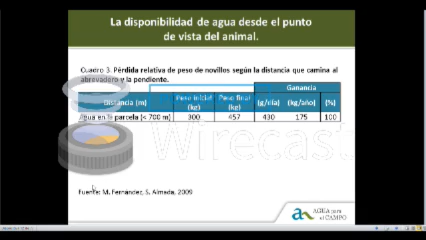 La disponibilidad de agua desde el punto
de vista del animal.
Cuadro 3. Pérdida relativa de peso de novillos según la distancia que camina al
abrevadero y la pendiente.
Ganancia
Distancia (m) Peso inicial (kg) Peso final (kg) (g/día) (kg/año) (%)
Agua en la parcela (< 700 m) 300 457 430 175 100
Wirecast
Fuente: M. Fernández, S. Almada, 2009
AGUA para
el CAMPO